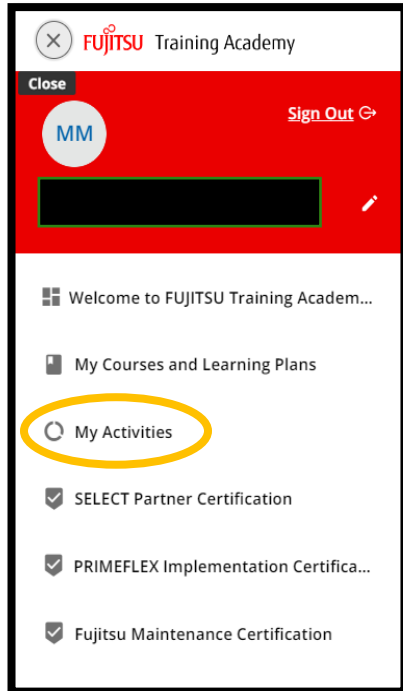 FUJITSU Training Academy
Close
Sign Out
MM
Welcome to FUJITSU Training Academ...
My Courses and Learning Plans
My Activities
SELECT Partner Certification
PRIMEFLEX Implementation Certifica...
Fujitsu Maintenance Certification